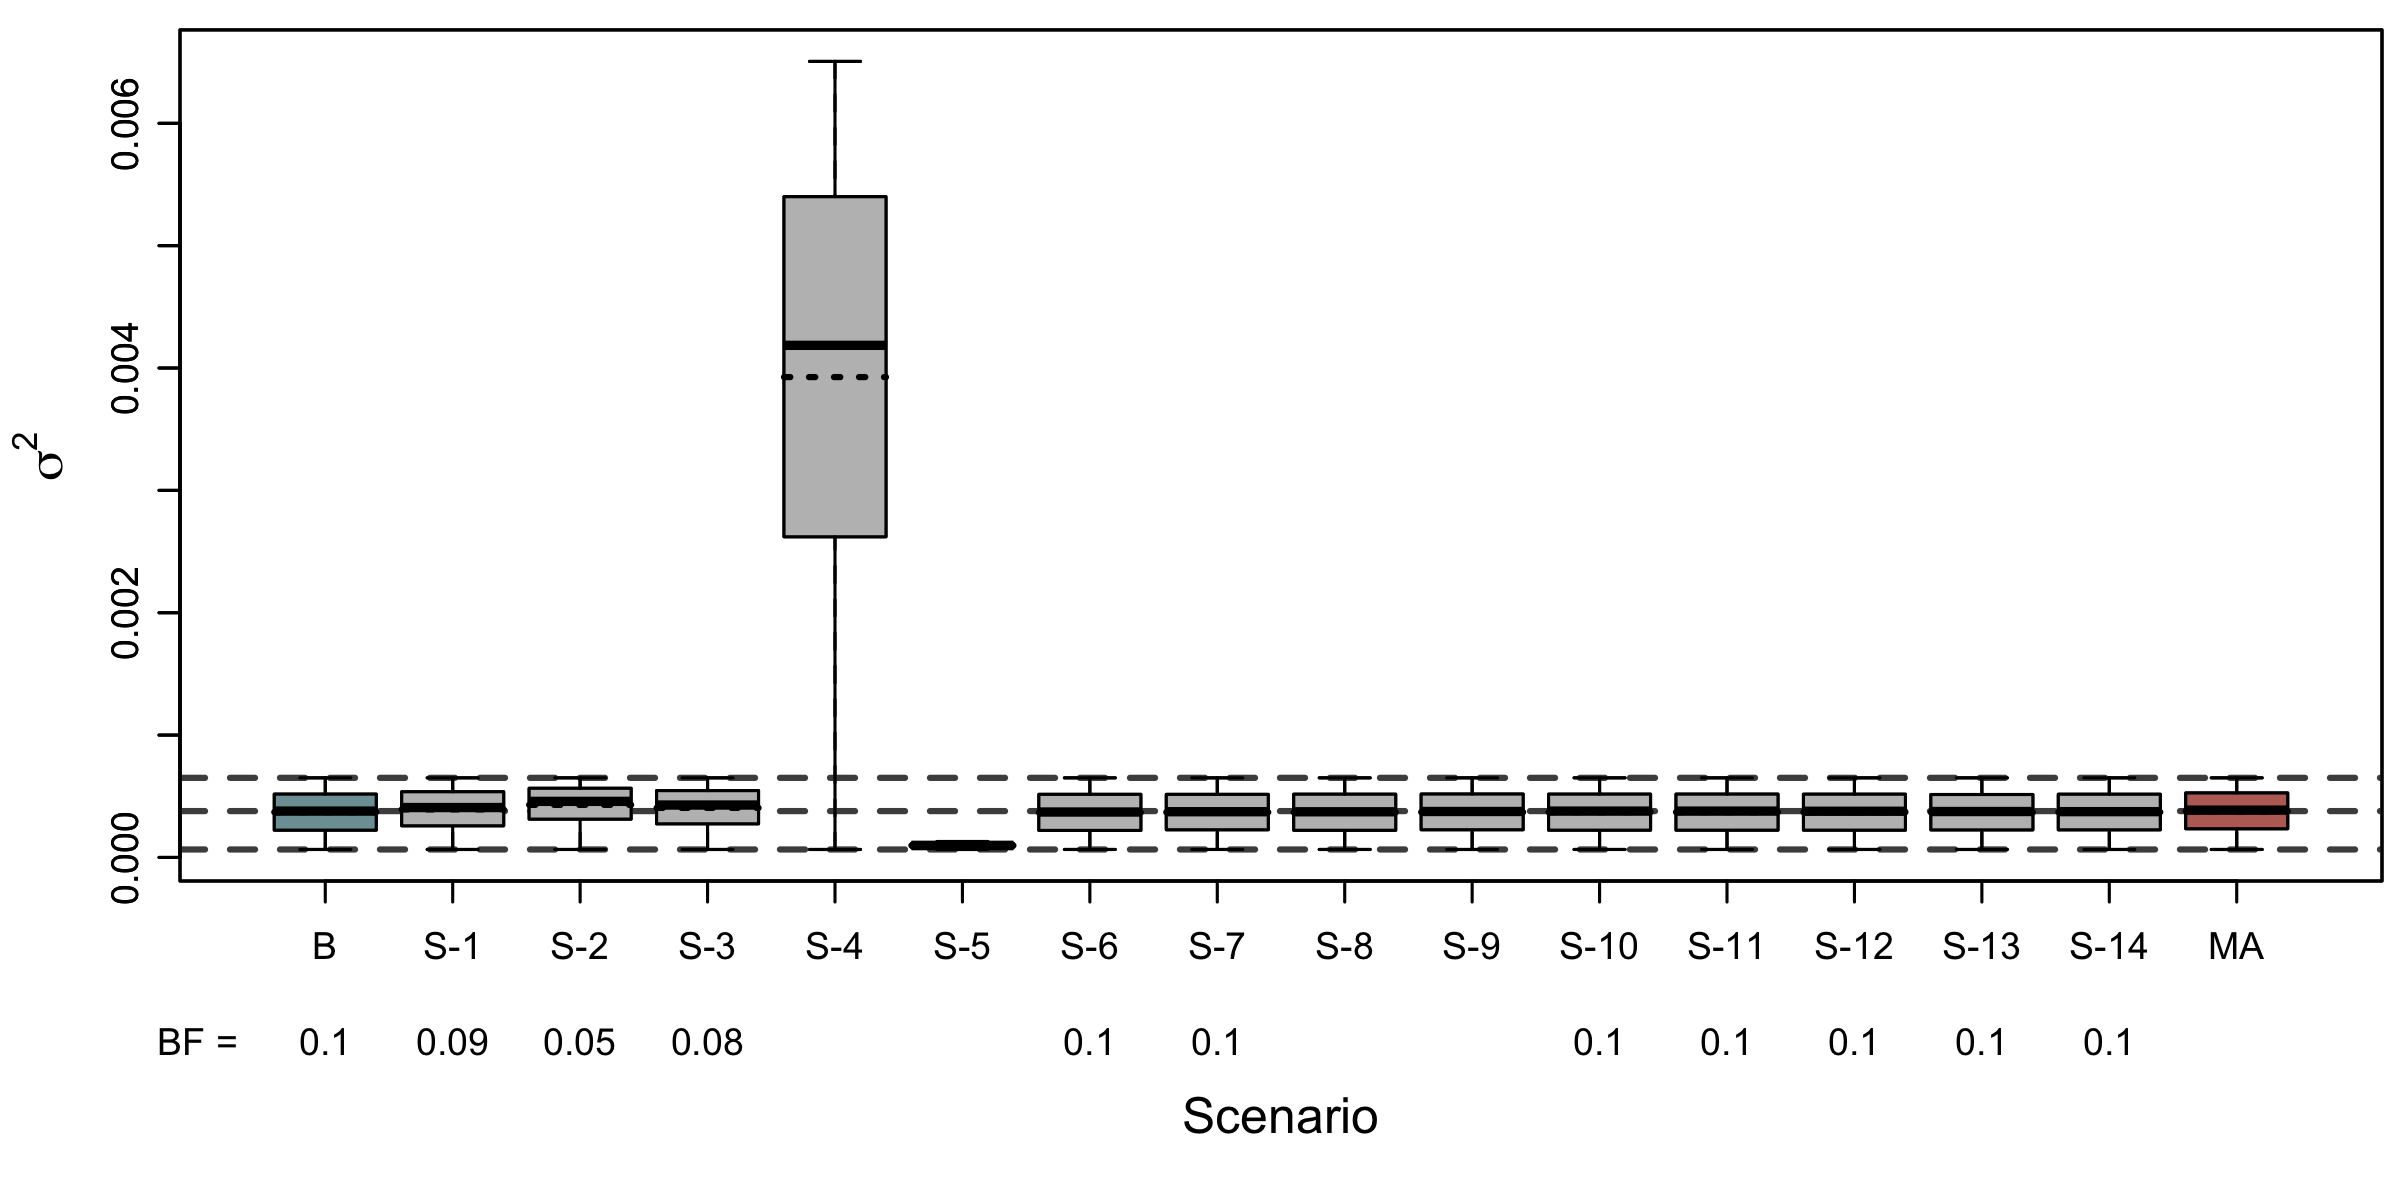 0.006
0.004
0.002
0.000
σ2
B S-1 S-2 S-3 S-4 S-5 S-6 S-7 S-8 S-9 S-10 S-11 S-12 S-13 S-14 MA
BF = 0.1 0.09 0.05 0.08 0.1 0.1 0.1 0.1 0.1 0.1 0.1
Scenario